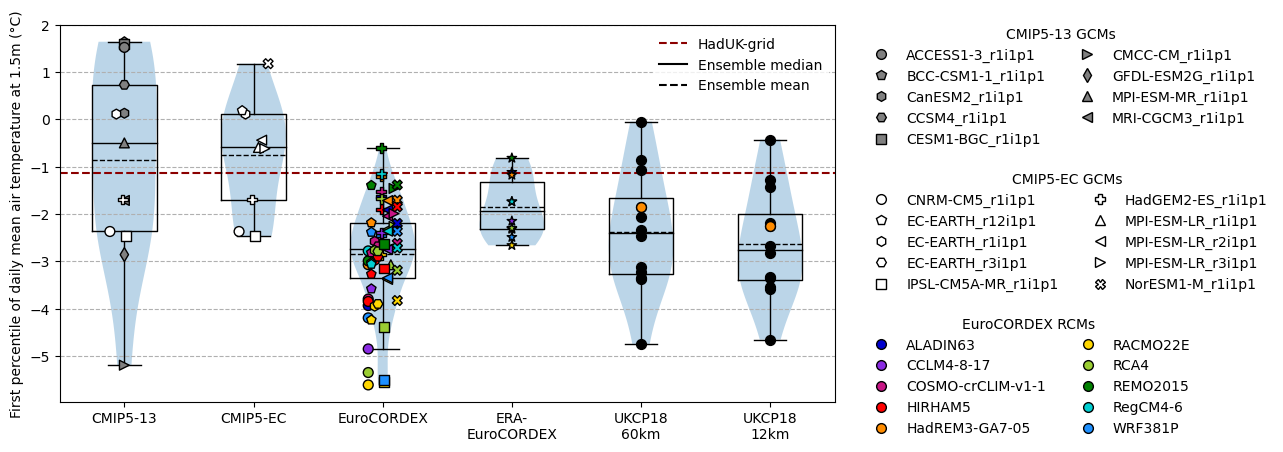 First percentile of daily mean air temperature at 1.5m (°C)
2
1
0
−1
−2
−3
−4
−5
CMIP5-13
CMIP5-EC
EuroCORDEX
ERA-
EuroCORDEX
UKCP18
60km
UKCP18
12km
HadUK-grid
Ensemble median
Ensemble mean
CMIP5-13 GCMs
ACCESS1-3_r1i1p1
BCC-CSM1-1_r1i1p1
CanESM2_r1i1p1
CCSM4_r1i1p1
CESM1-BGC_r1i1p1
CMCC-CM_r1i1p1
GFDL-ESM2G_r1i1p1
MPI-ESM-MR_r1i1p1
MRI-CGCM3_r1i1p1
CMIP5-EC GCMs
CNRM-CM5_r1i1p1
EC-EARTH_r12i1p1
EC-EARTH_r1i1p1
EC-EARTH_r3i1p1
IPSL-CM5A-MR_r1i1p1
HadGEM2-ES_r1i1p1
MPI-ESM-LR_r1i1p1
MPI-ESM-LR_r2i1p1
MPI-ESM-LR_r3i1p1
NorESM1-M_r1i1p1
EuroCORDEX RCMs
ALADIN63
CCLM4-8-17
COSMO-crCLIM-v1-1
HIRHAM5
HadREM3-GA7-05
RACMO22E
RCA4
REMO2015
RegCM4-6
WRF381P